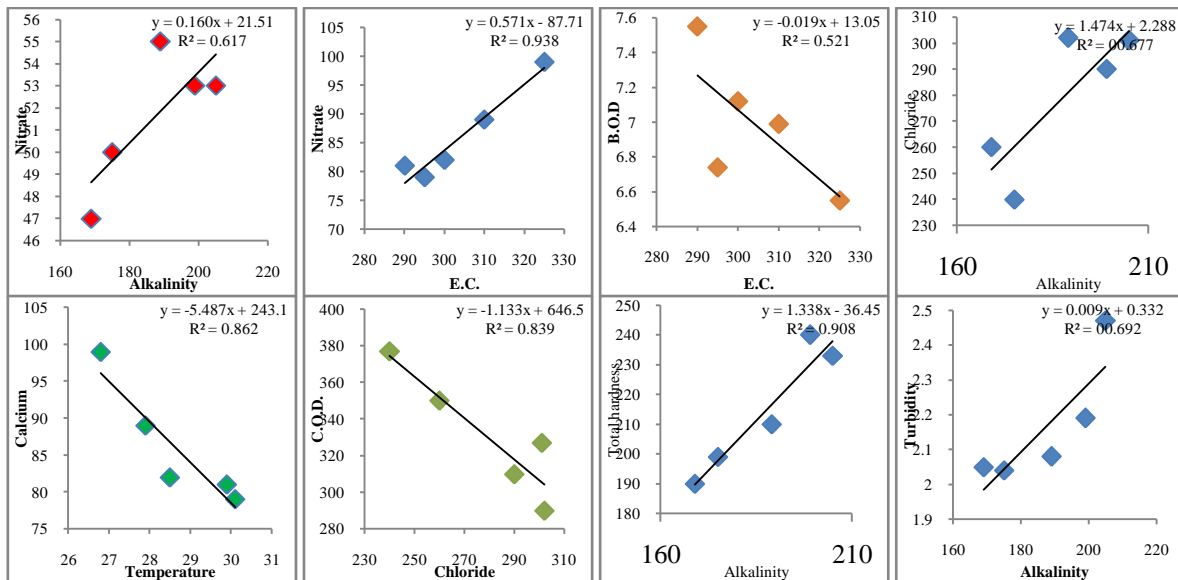 y = 0.160x + 21.51
R² = 0.617
56
55
54
53
52
51
50
49
48
47
46
Nitrate
160 180 200 220
Alkalinity
y = 0.571x - 87.71
R² = 0.938
105
100
95
90
85
80
75
70
Nitrate
280 290 300 310 320 330
E.C.
y = -0.019x + 13.05
R² = 0.521
7.6
7.4
7.2
7
6.8
6.6
6.4
B.O.D
280 290 300 310 320 330
E.C.
y = 1.474x + 2.288
R² = 00.677
310
300
290
280
270
260
250
240
230
Chloride
160 210
Alkalinity
y = -5.487x + 243.1
R² = 0.862
105
100
95
90
85
80
75
Calcium
26 27 28 29 30 31
Temperature
y = -1.133x + 646.5
R² = 0.839
400
380
360
340
320
300
280
C.O.D.
230 250 270 290 310
Chloride
y = 1.338x - 36.45
R² = 0.908
250
240
230
220
210
200
190
180
Total hardness
160 210
Alkalinity
y = 0.009x + 0.332
R² = 00.692
2.5
2.4
2.3
2.2
2.1
2
1.9
Turbidity
160 180 200 220
Alkalinity